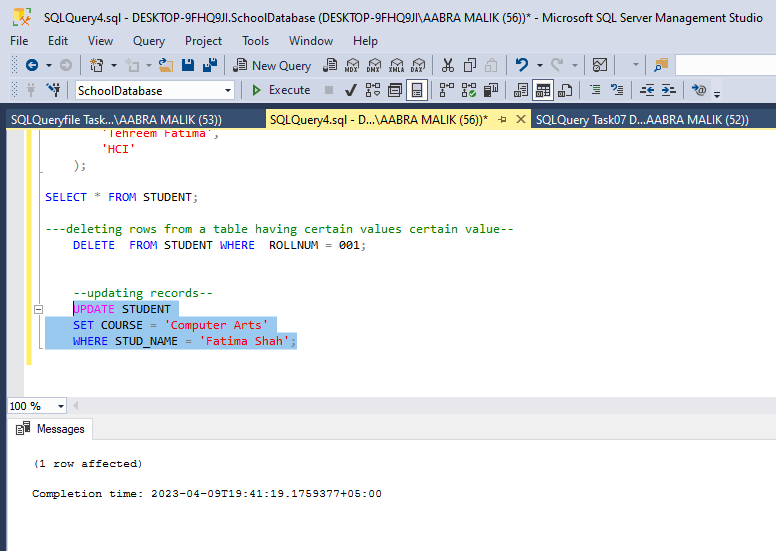 SQLQuery4.sql - DESKTOP-9FHQ9JI.SchoolDatabase (DESKTOP-9FHQ9JI\AABRA MALIK (56))* - Microsoft SQL Server Management Studio
File Edit View Query Project Tools Window Help
New Query MDX DMX XMLA DAX
SchoolDatabase Execute
SQLQueryfile Task...\AABRA MALIK (53)) SQLQuery4.sql - D...\AABRA MALIK (56))* SQLQuery Task07 D...AABRA MALIK (52))
'Tehreem Fatima',
'HCI'
);
SELECT * FROM STUDENT;
---deleting rows from a table having certain values certain value--
DELETE FROM STUDENT WHERE ROLLNUM = 001;
--updating records--
UPDATE STUDENT
SET COURSE = 'Computer Arts'
WHERE STUD_NAME = 'Fatima Shah';
100 %
Messages
(1 row affected)
Completion time: 2023-04-09T19:41:19.1759377+05:00